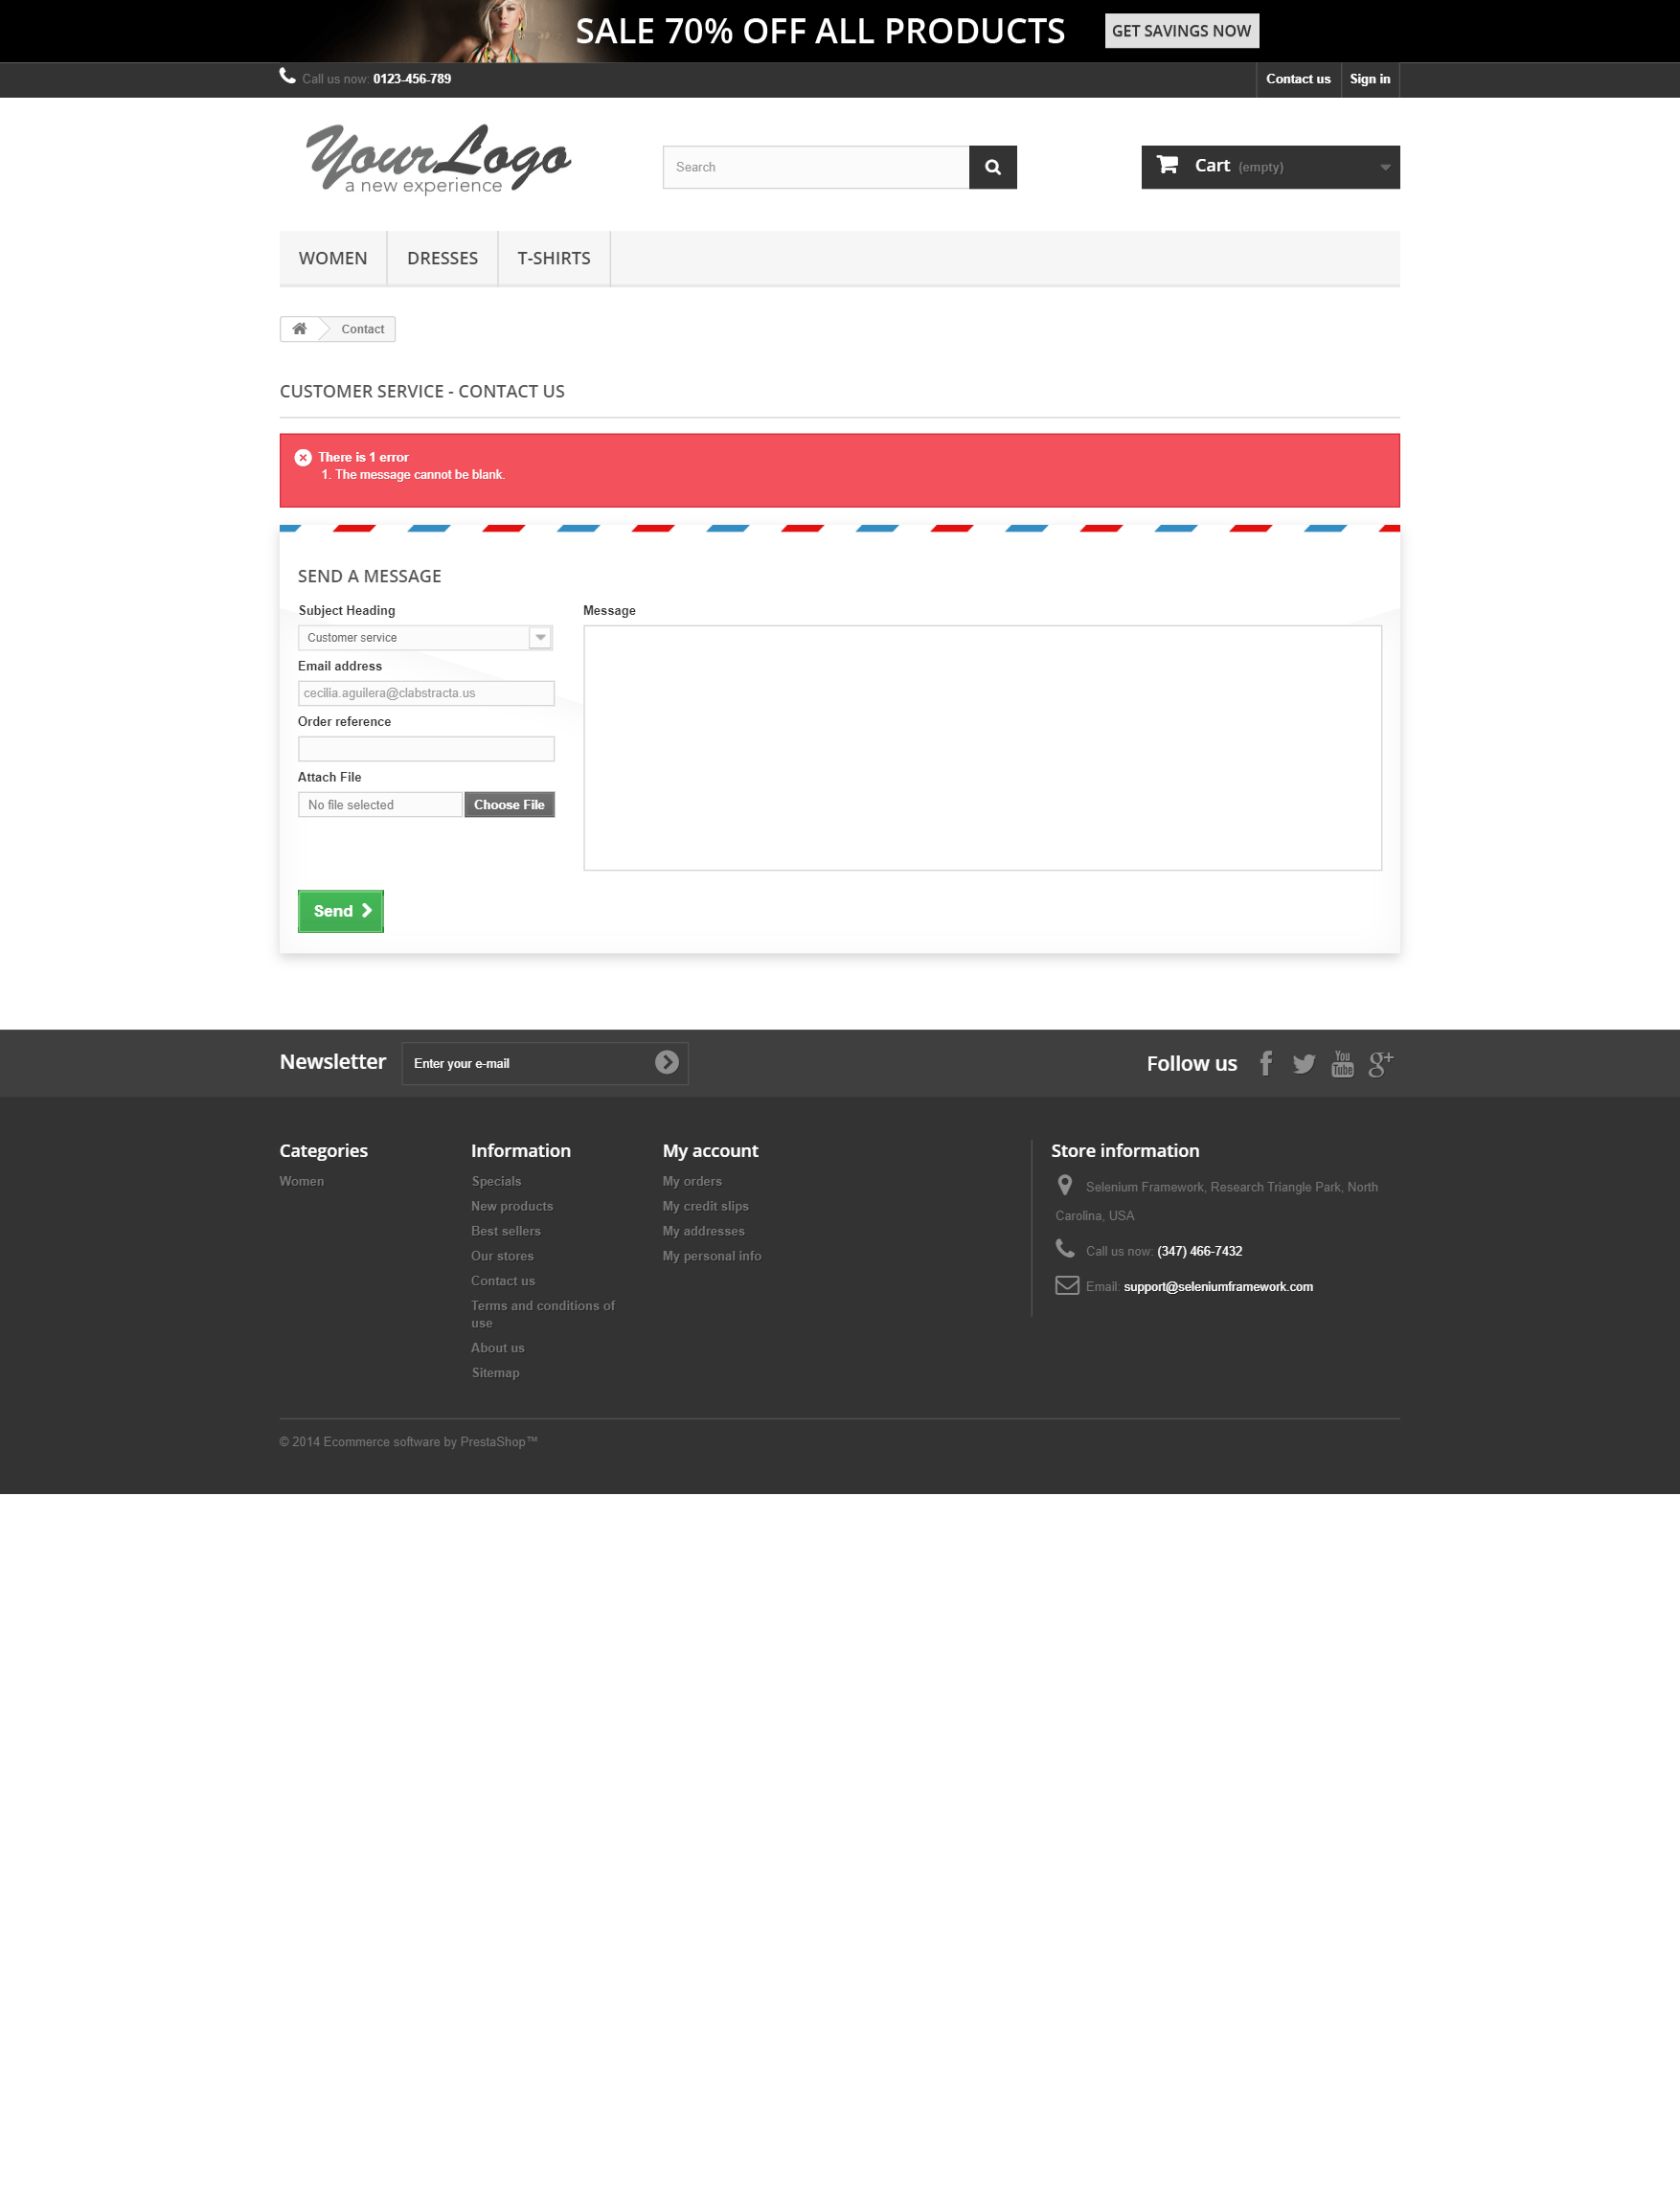 SALE 70% OFF ALL PRODUCTS GET SAVINGS NOW
Call us now: 0123-456-789 Contact us Sign in
YourLogo
a new experience
Search
Cart (empty)
WOMEN DRESSES T-SHIRTS
Contact
CUSTOMER SERVICE - CONTACT US
There is 1 error
1. The message cannot be blank.
SEND A MESSAGE
Subject Heading
Customer service
Email address
cecilia.aguilera@clabstracta.us
Order reference
Attach File
No file selected Choose File
Message
Send
Newsletter Enter your e-mail Follow us
You
Tube
g+
Categories
Women
Information
Specials
New products
Best sellers
Our stores
Contact us
Terms and conditions of
use
About us
Sitemap
My account
My orders
My credit slips
My addresses
My personal info
Store information
Selenium Framework, Research Triangle Park, North
Carolina, USA
Call us now: (347) 466-7432
Email: support@seleniumframework.com
© 2014 Ecommerce software by PrestaShop™